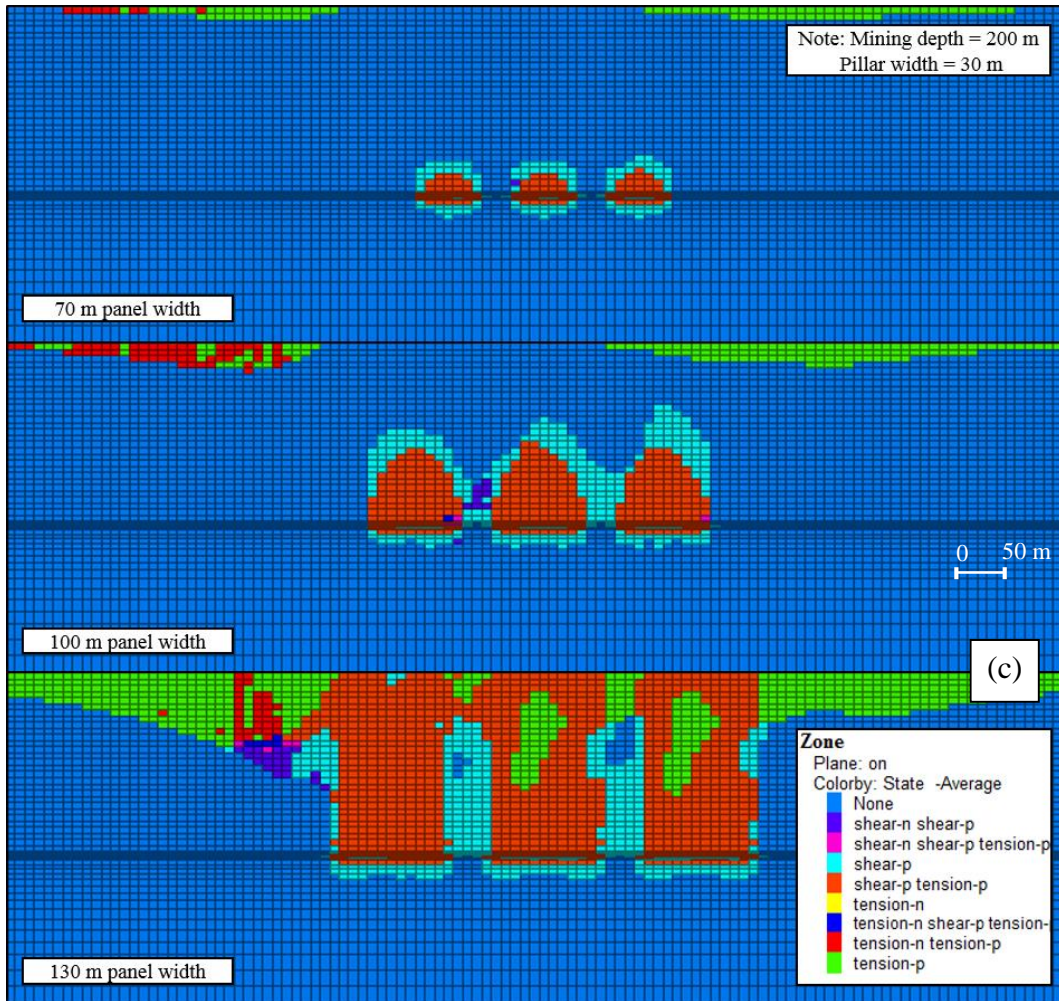 Note: Mining depth = 200 m
Pillar width = 30 m
70 m panel width
0 50 m
100 m panel width
(c)
Zone
Plane: on
Colorby: State -Average
None
shear-n shear-p
shear-n shear-p tension-p
shear-p
shear-p tension-p
tension-n
tension-n shear-p tension-
tension-n tension-p
tension-p
130 m panel width